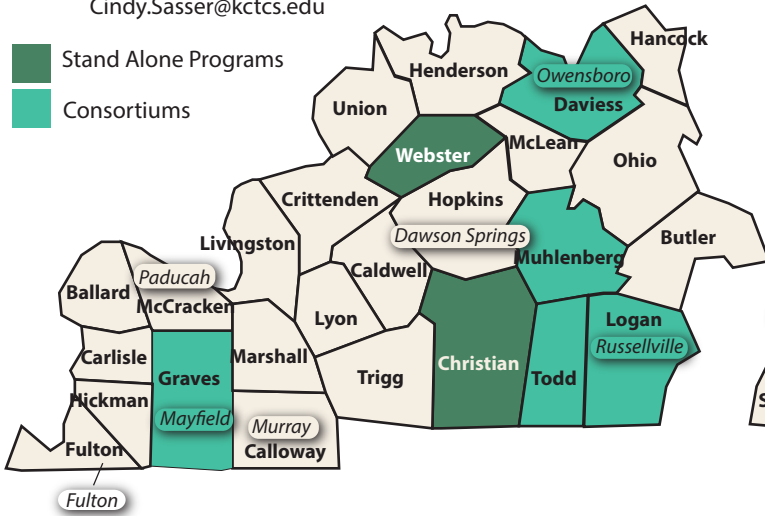 Cindy.Sasser@kctcs.edu
Stand Alone Programs
Consortiums
Hancock
Henderson
Owensboro
Daviess
Union
McLean
Webster
Ohio
Crittenden
Hopkins
Livingston
Dawson Springs
Butler
Muhlenberg
Caldwell
Paducah
Ballard
McCracken
Lyon
Logan
Russellville
Carlisle
Marshall
Christian
Graves
Trigg
Todd
Hickman
Mayfield
Murray
Fulton
Calloway
S
Fulton